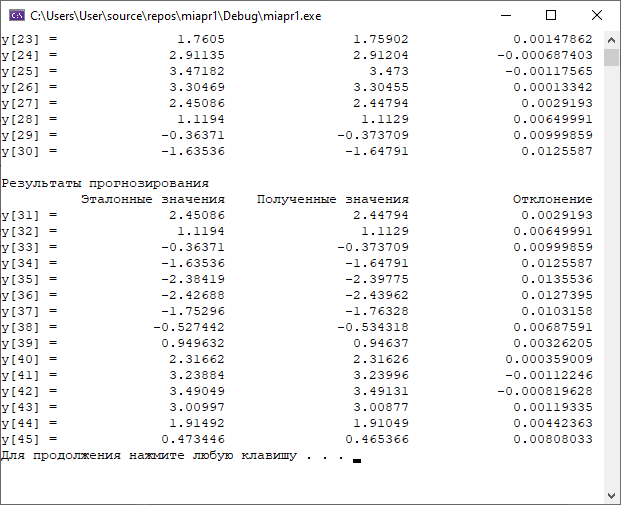 C:\Users\User\source\repos\miapr1\Debug\miapr1.exe
y[23] = 1.7605 1.75902 0.00147862
y[24] = 2.91135 2.91204 -0.000687403
y[25] = 3.47182 3.473 -0.00117565
y[26] = 3.30469 3.30455 0.00013342
y[27] = 2.45086 2.44794 0.0029193
y[28] = 1.1194 1.1129 0.00649991
y[29] = -0.36371 -0.373709 0.00999859
y[30] = -1.63536 -1.64791 0.0125587
Результаты прогнозирования
Эталонные значения Полученные значения Отклонение
y[31] = 2.45086 2.44794 0.0029193
y[32] = 1.1194 1.1129 0.00649991
y[33] = -0.36371 -0.373709 0.00999859
y[34] = -1.63536 -1.64791 0.0125587
y[35] = -2.38419 -2.39775 0.0135536
y[36] = -2.42688 -2.43962 0.0127395
y[37] = -1.75296 -1.76328 0.0103158
y[38] = -0.527442 -0.534318 0.00687591
y[39] = 0.949632 0.94637 0.00326205
y[40] = 2.31662 2.31626 0.000359009
y[41] = 3.23884 3.23996 -0.00112246
y[42] = 3.49049 3.49131 -0.000819628
y[43] = 3.00997 3.00877 0.00119335
y[44] = 1.91492 1.91049 0.00442363
y[45] = 0.473446 0.465366 0.00808033
Для продолжения нажмите любую клавишу . . .